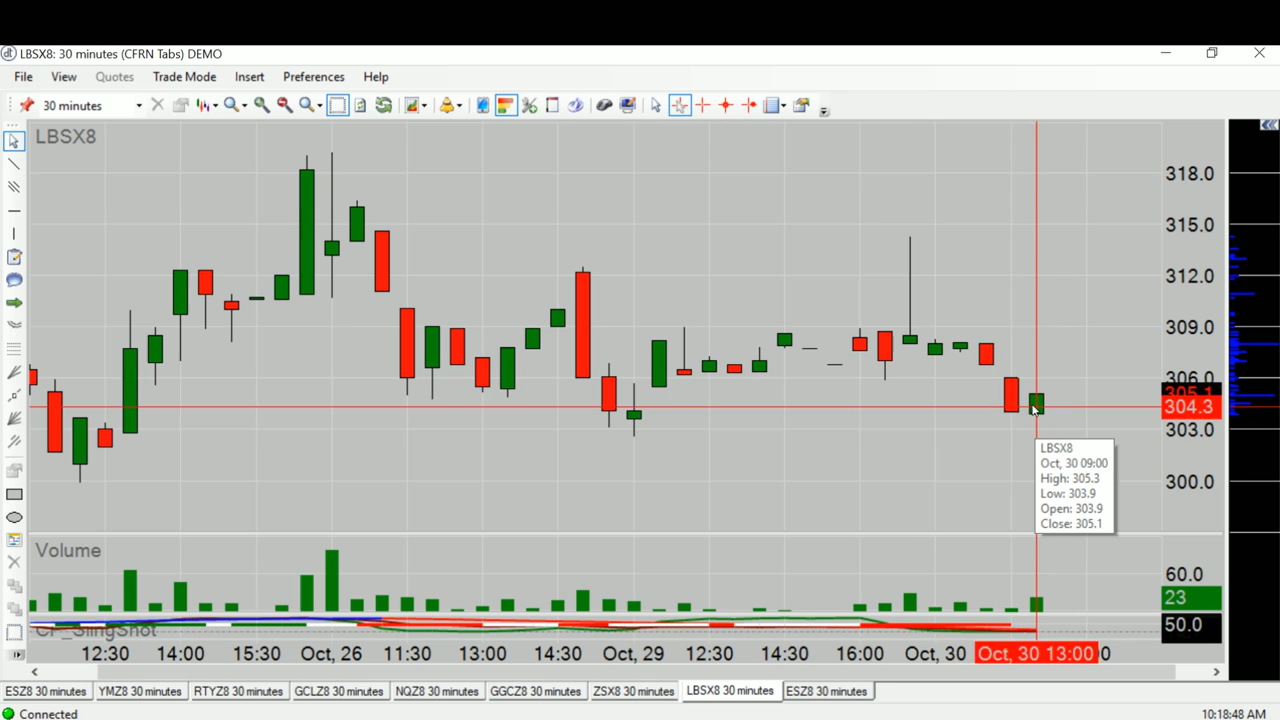 LBSX8: 30 minutes (CFRN Tabs) DEMO
File View Quotes Trade Mode Insert Preferences Help
30 minutes
LBSX8
318.0
315.0
312.0
309.0
306.0
305.1
304.3
303.0
300.0
LBSX8
Oct, 30 09:00
High: 305.3
Low: 303.9
Open: 303.9
Close: 305.1
Volume
60.0
23
50.0
CF_SlingShot
12:30 14:00 15:30 Oct, 26 11:30 13:00 14:30 Oct, 29 12:30 14:30 16:00 Oct, 30 Oct, 30 13:00 0
ESZ8 30 minutes YMZ8 30 minutes RTYZ8 30 minutes GCLZ8 30 minutes NQZ8 30 minutes GGCZ8 30 minutes ZSX8 30 minutes LBSX8 30 minutes ESZ8 30 minutes
Connected 10:18:48 AM